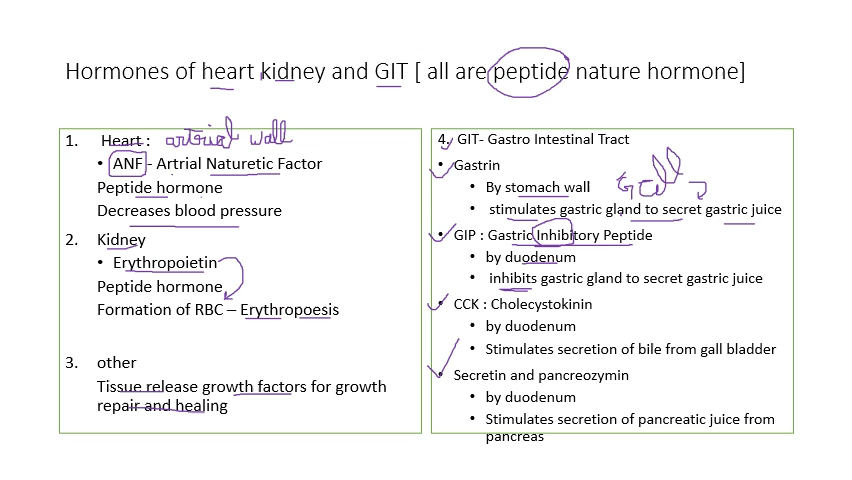 Hormones of heart kidney and GIT [ all are peptide nature hormone]
1. Heart : artrial wall
• ANF - Artrial Naturetic Factor
Peptide hormone
Decreases blood pressure
2. Kidney
• Erythropoietin
Peptide hormone
Formation of RBC – Erythropoesis
3. other
Tissue release growth factors for growth
repair and healing
4. GIT- Gastro Intestinal Tract
• Gastrin
• By stomach wall G Cell
• stimulates gastric gland to secret gastric juice
• GIP : Gastric Inhibitory Peptide
• by duodenum
• inhibits gastric gland to secret gastric juice
• CCK : Cholecystokinin
• by duodenum
• Stimulates secretion of bile from gall bladder
• Secretin and pancreozymin
• by duodenum
• Stimulates secretion of pancreatic juice from
pancreas